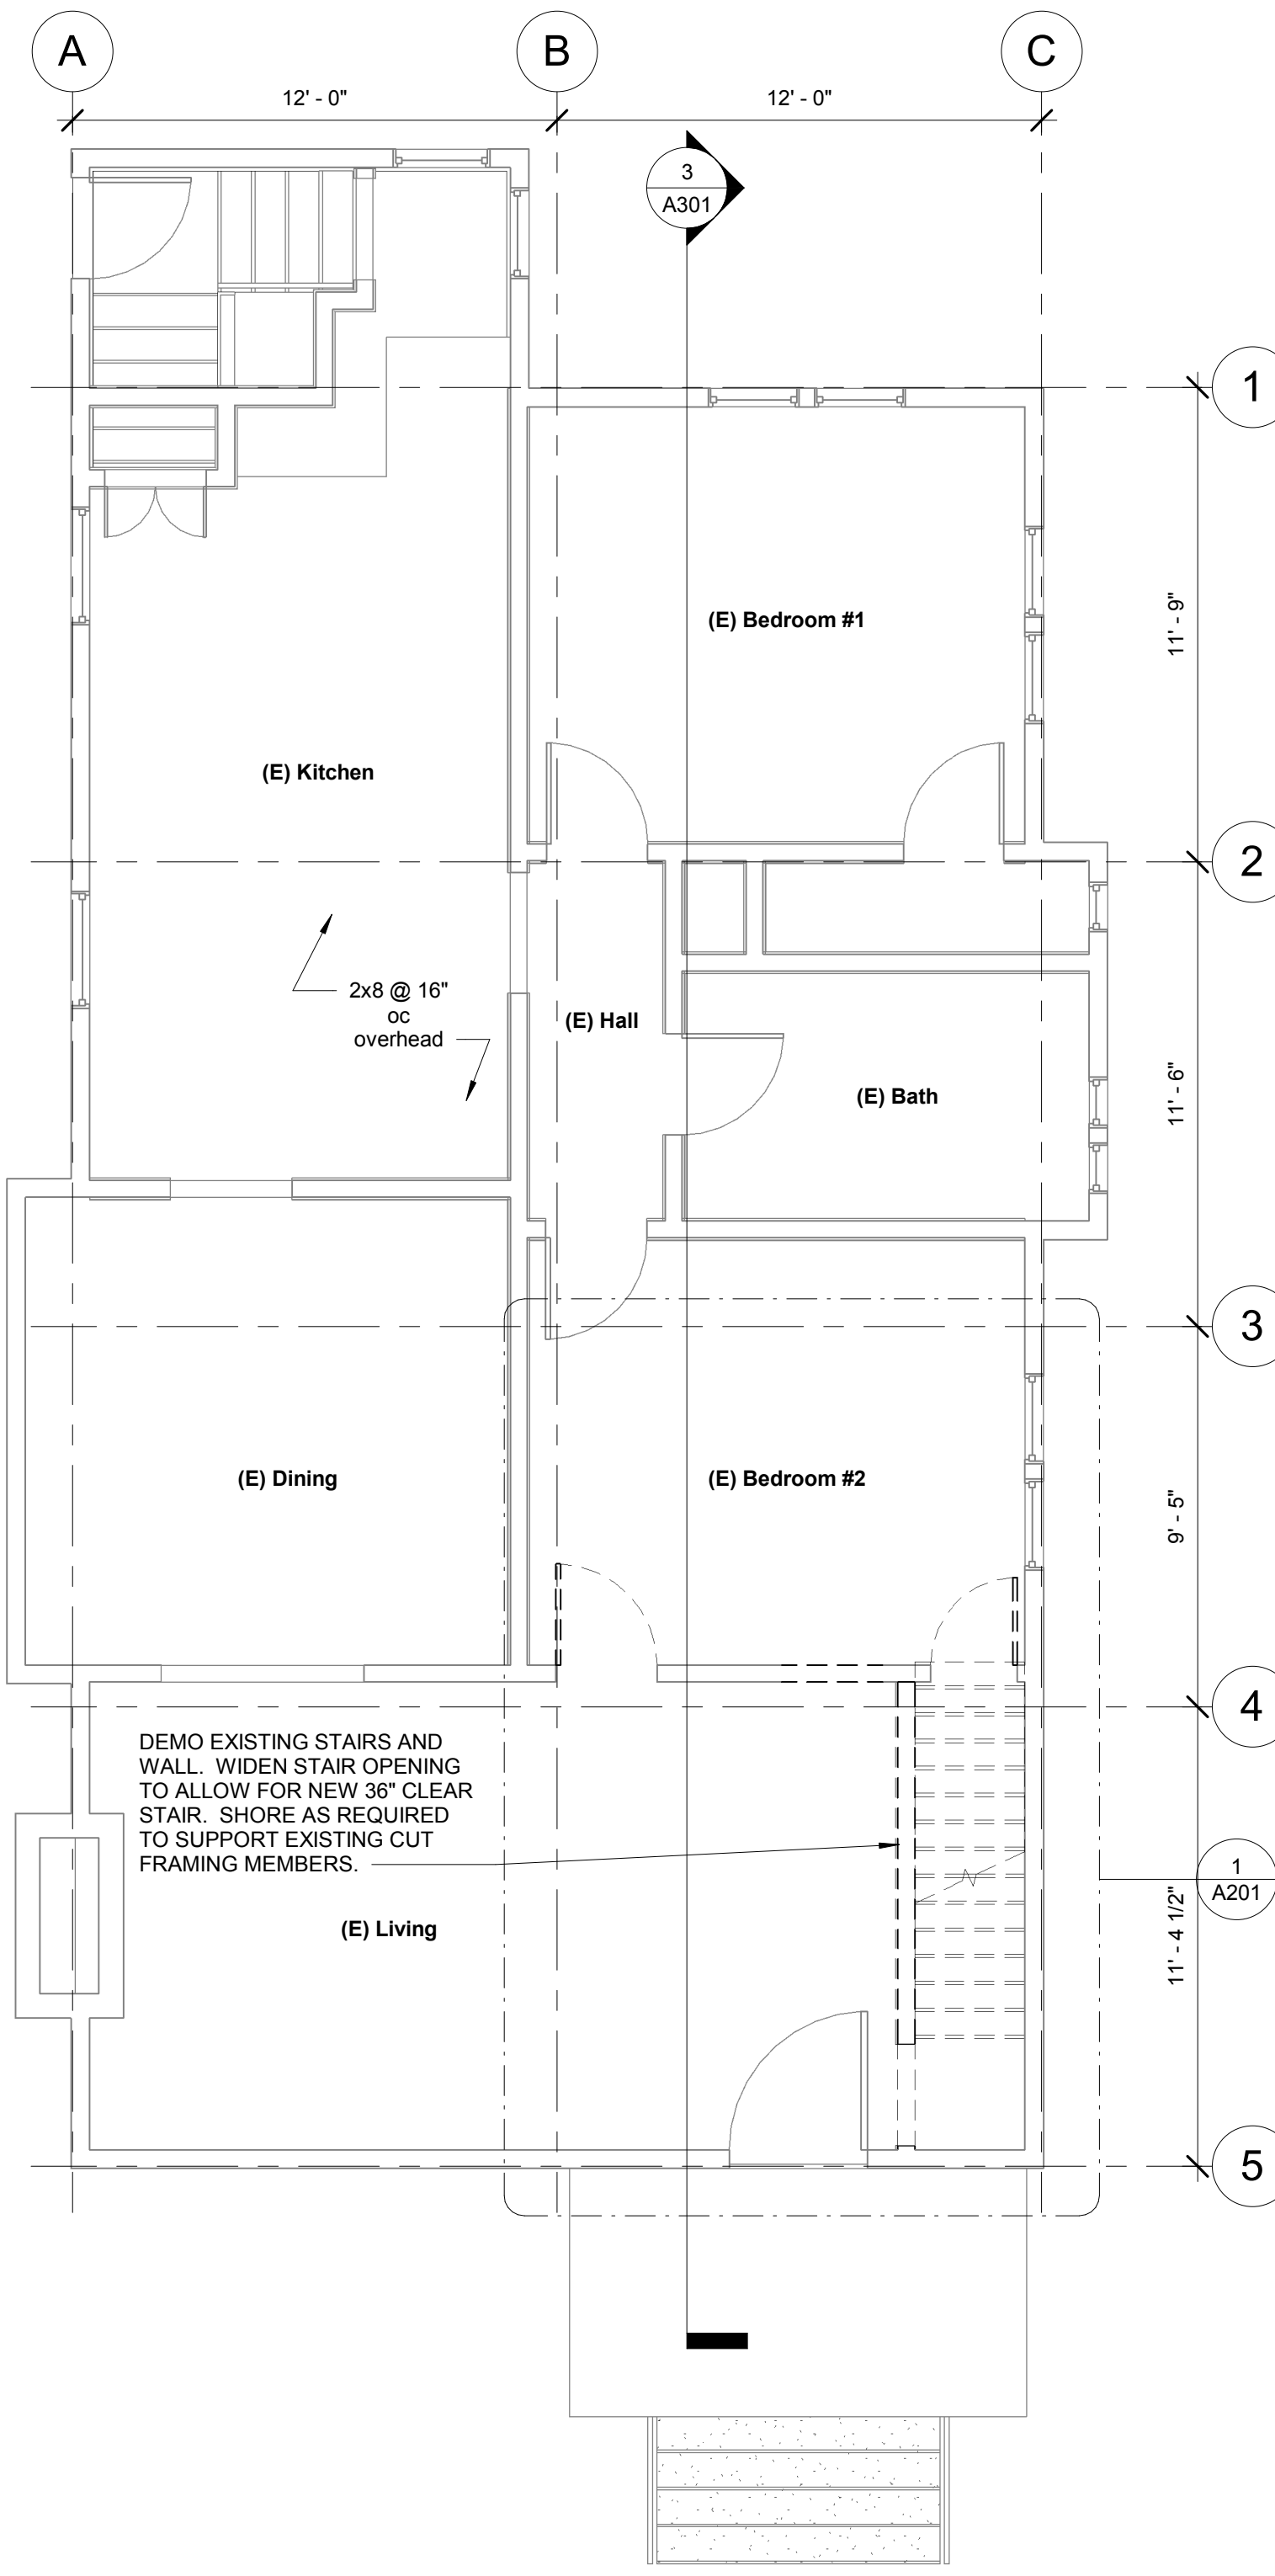 A
B
C
12' - 0"
12' - 0"
3
A301
1
11' - 9"
(E) Bedroom #1
(E) Kitchen
2
2x8 @ 16"
oc
overhead
(E) Hall
(E) Bath
11' - 6"
3
(E) Dining
(E) Bedroom #2
9' - 5"
4
DEMO EXISTING STAIRS AND
WALL. WIDEN STAIR OPENING
TO ALLOW FOR NEW 36" CLEAR
STAIR. SHORE AS REQUIRED
TO SUPPORT EXISTING CUT
FRAMING MEMBERS.
1
A201
(E) Living
11' - 4 1/2"
5